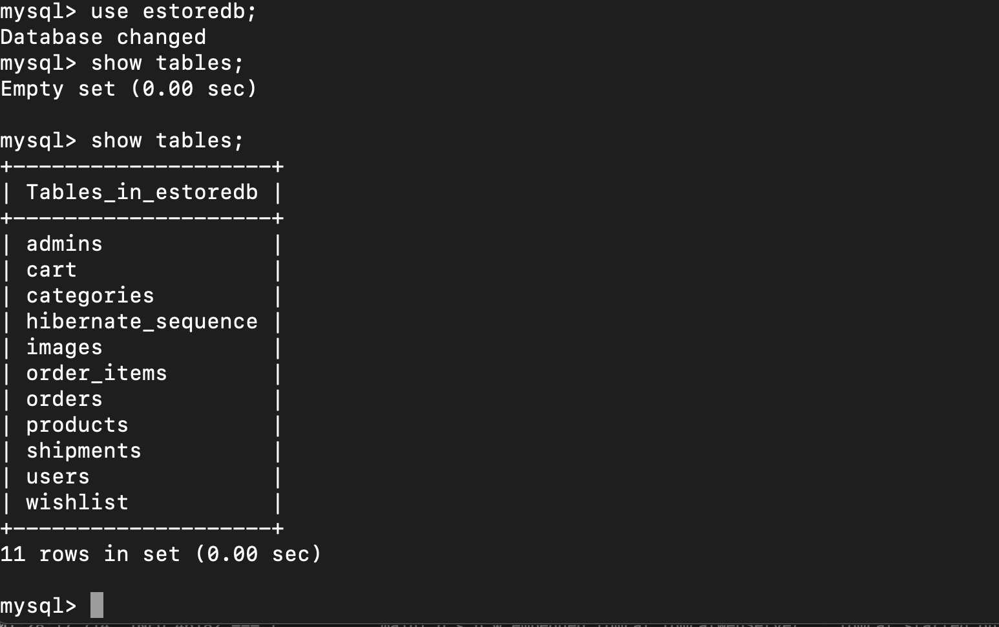 mysql> use estoredb;
Database changed
mysql> show tables;
Empty set (0.00 sec)
mysql> show tables;
+--------------------+
| Tables_in_estoredb |
+--------------------+
| admins             |
| cart               |
| categories         |
| hibernate_sequence |
| images             |
| order_items        |
| orders             |
| products           |
| shipments          |
| users              |
| wishlist           |
+--------------------+
11 rows in set (0.00 sec)
mysql>